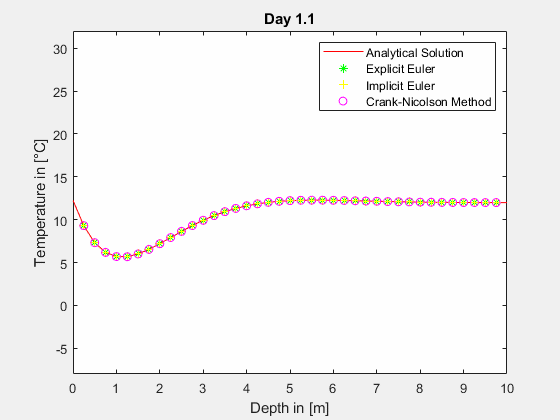 Day 1.1
Analytical Solution
Explicit Euler
Implicit Euler
Crank-Nicolson Method
Temperature in [°C]
30
25
20
15
10
5
0
-5
0 1 2 3 4 5 6 7 8 9 10
Depth in [m]